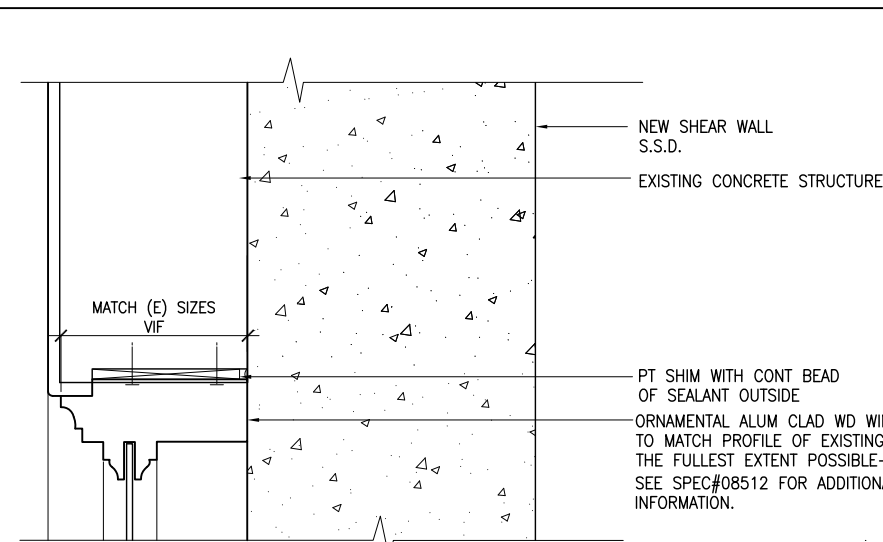 NEW SHEAR WALL
S.S.D.
EXISTING CONCRETE STRUCTURE
MATCH (E) SIZES
VIF
PT SHIM WITH CONT BEAD
OF SEALANT OUTSIDE
ORNAMENTAL ALUM CLAD WD
TO MATCH PROFILE OF EXISTING
THE FULLEST EXTENT POSSIBLE-
SEE SPEC#08512 FOR
INFORMATION.